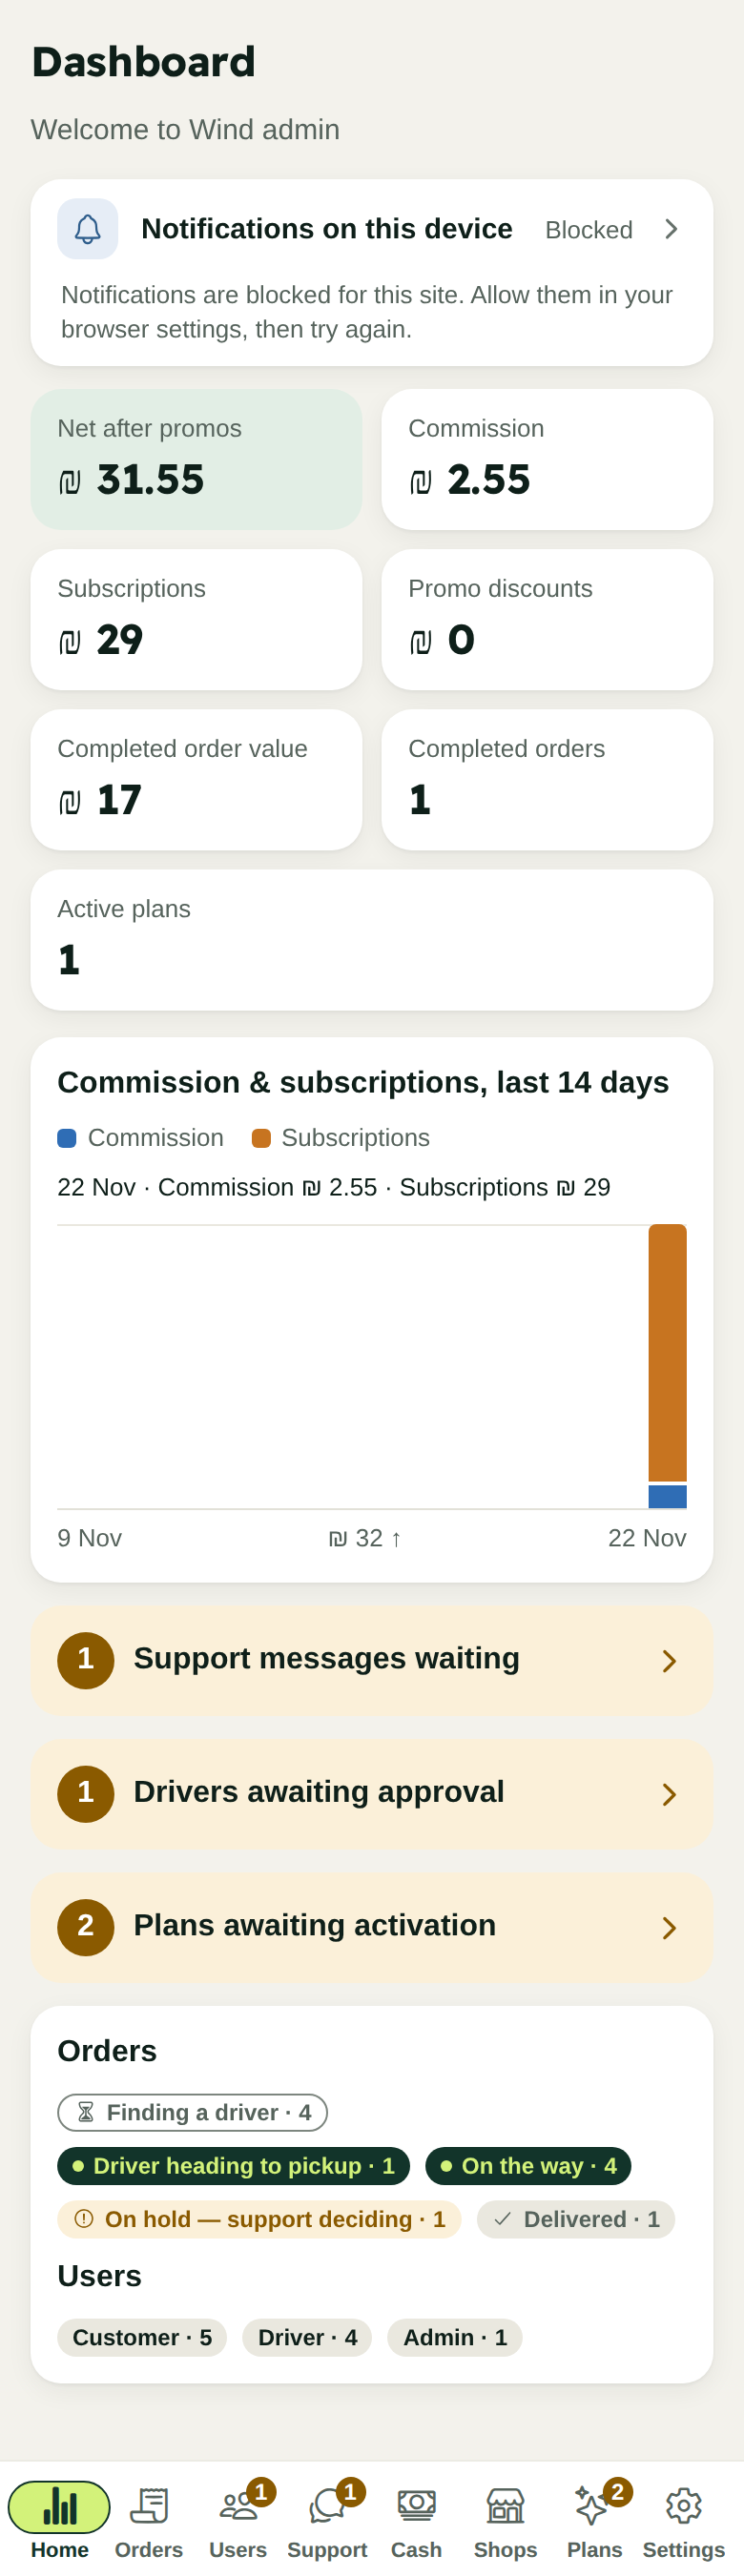 Dashboard
Welcome to Wind admin
Notifications on this device Blocked
Notifications are blocked for this site. Allow them in your
browser settings, then try again.
Net after promos
₪ 31.55
Commission
₪ 2.55
Subscriptions
₪ 29
Promo discounts
₪ 0
Completed order value
₪ 17
Completed orders
1
Active plans
1
Commission & subscriptions, last 14 days
Commission Subscriptions
22 Nov · Commission ₪ 2.55 · Subscriptions ₪ 29
9 Nov ₪ 32 ↑ 22 Nov
1 Support messages waiting
1 Drivers awaiting approval
2 Plans awaiting activation
Orders
Finding a driver · 4
Driver heading to pickup · 1 On the way · 4
On hold — support deciding · 1 Delivered · 1
Users
Customer · 5 Driver · 4 Admin · 1
1 1 2
Home Orders Users Support Cash Shops Plans Settings